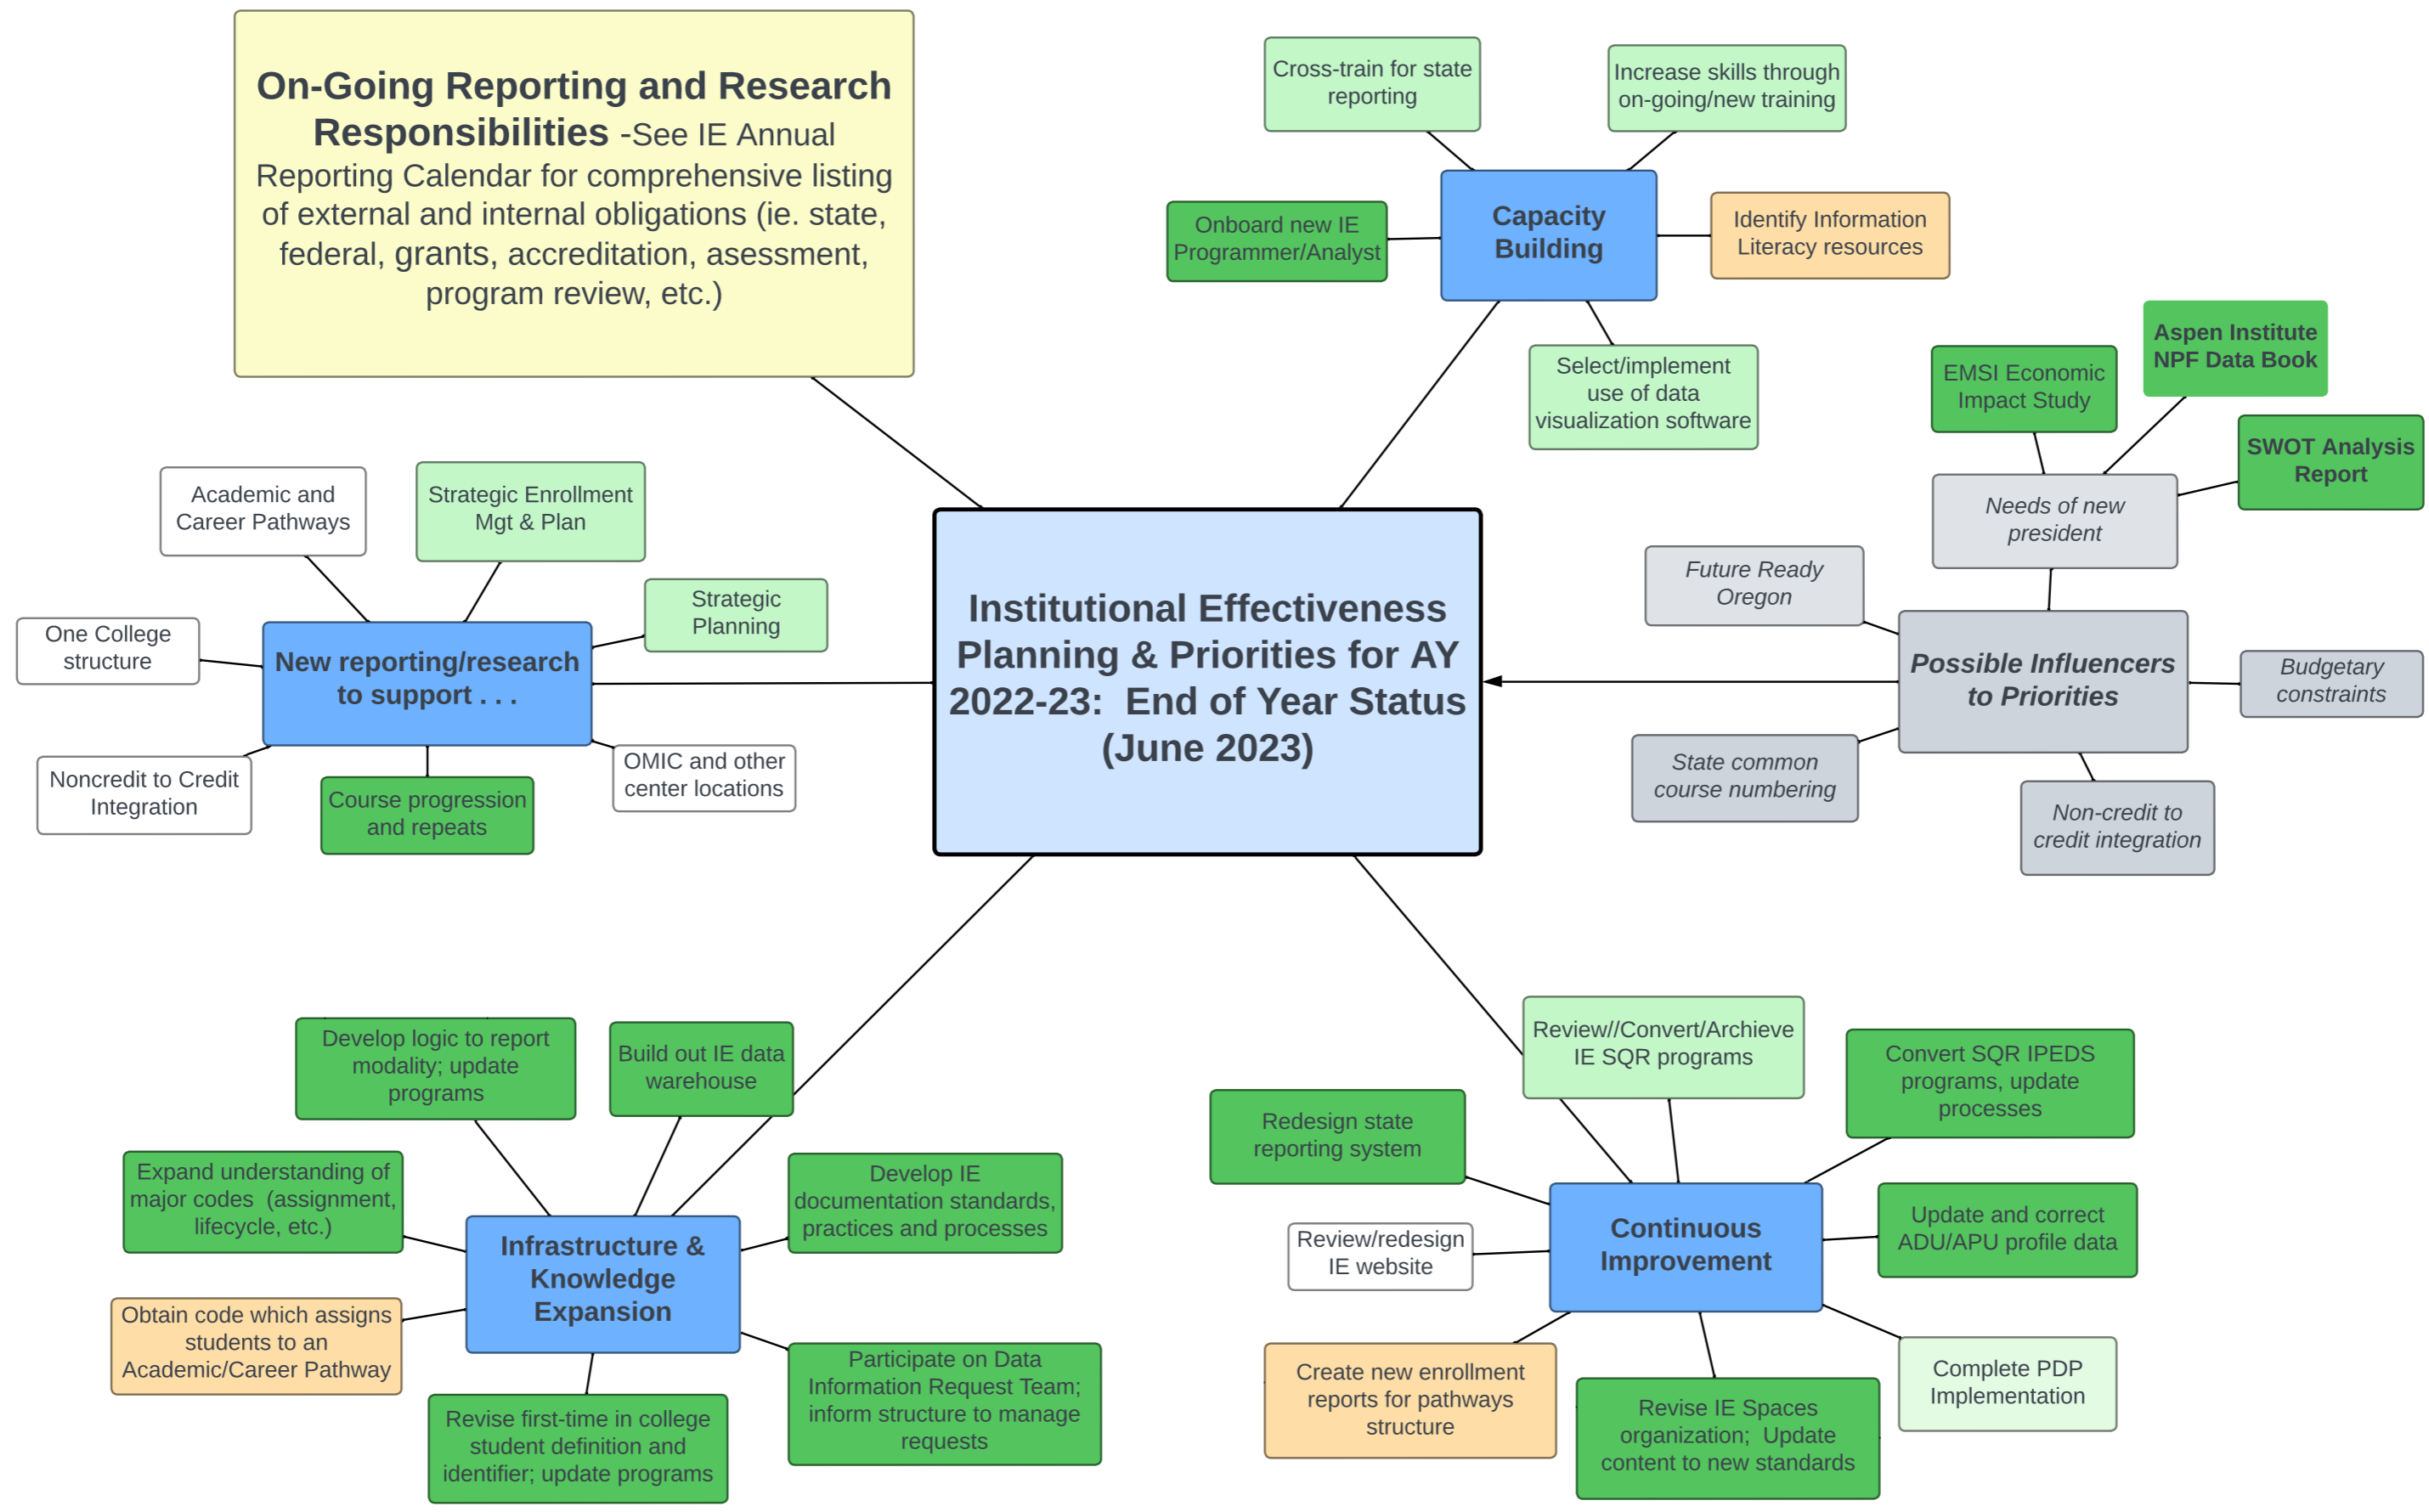 On-Going Reporting and Research
Responsibilities -See IE Annual
Reporting Calendar for comprehensive listing
of external and internal obligations (ie. state,
federal, grants, accreditation, asessment,
program review, etc.)
Cross-train for state
reporting
Increase skills through
on-going/new training
Onboard new IE
Programmer/Analyst
Capacity
Building
Identify Information
Literacy resources
Select/implement
use of data
visualization software
EMSI Economic
Impact Study
Aspen Institute
NPF Data Book
SWOT Analysis
Report
Needs of new
president
Future Ready
Oregon
Possible Influencers
to Priorities
Budgetary
constraints
State common
course numbering
Non-credit to
credit integration
Academic and
Career Pathways
Strategic Enrollment
Mgt & Plan
Strategic
Planning
One College
structure
New reporting/research
to support . . .
Noncredit to Credit
Integration
Course progression
and repeats
OMIC and other
center locations
Institutional Effectiveness
Planning & Priorities for AY
2022-23:  End of Year Status
(June 2023)
Develop logic to report
modality; update
programs
Build out IE data
warehouse
Expand understanding of
major codes  (assignment,
lifecycle, etc.)
Develop IE
documentation standards,
practices and processes
Infrastructure &
Knowledge
Expansion
Obtain code which assigns
students to an
Academic/Career Pathway
Revise first-time in college
student definition and
identifier; update programs
Participate on Data
Information Request Team;
inform structure to manage
requests
Review//Convert/Archieve
IE SQR programs
Convert SQR IPEDS
programs, update
processes
Redesign state
reporting system
Review/redesign
IE website
Continuous
Improvement
Update and correct
ADU/APU profile data
Create new enrollment
reports for pathways
structure
Revise IE Spaces
organization;  Update
content to new standards
Complete PDP
Implementation